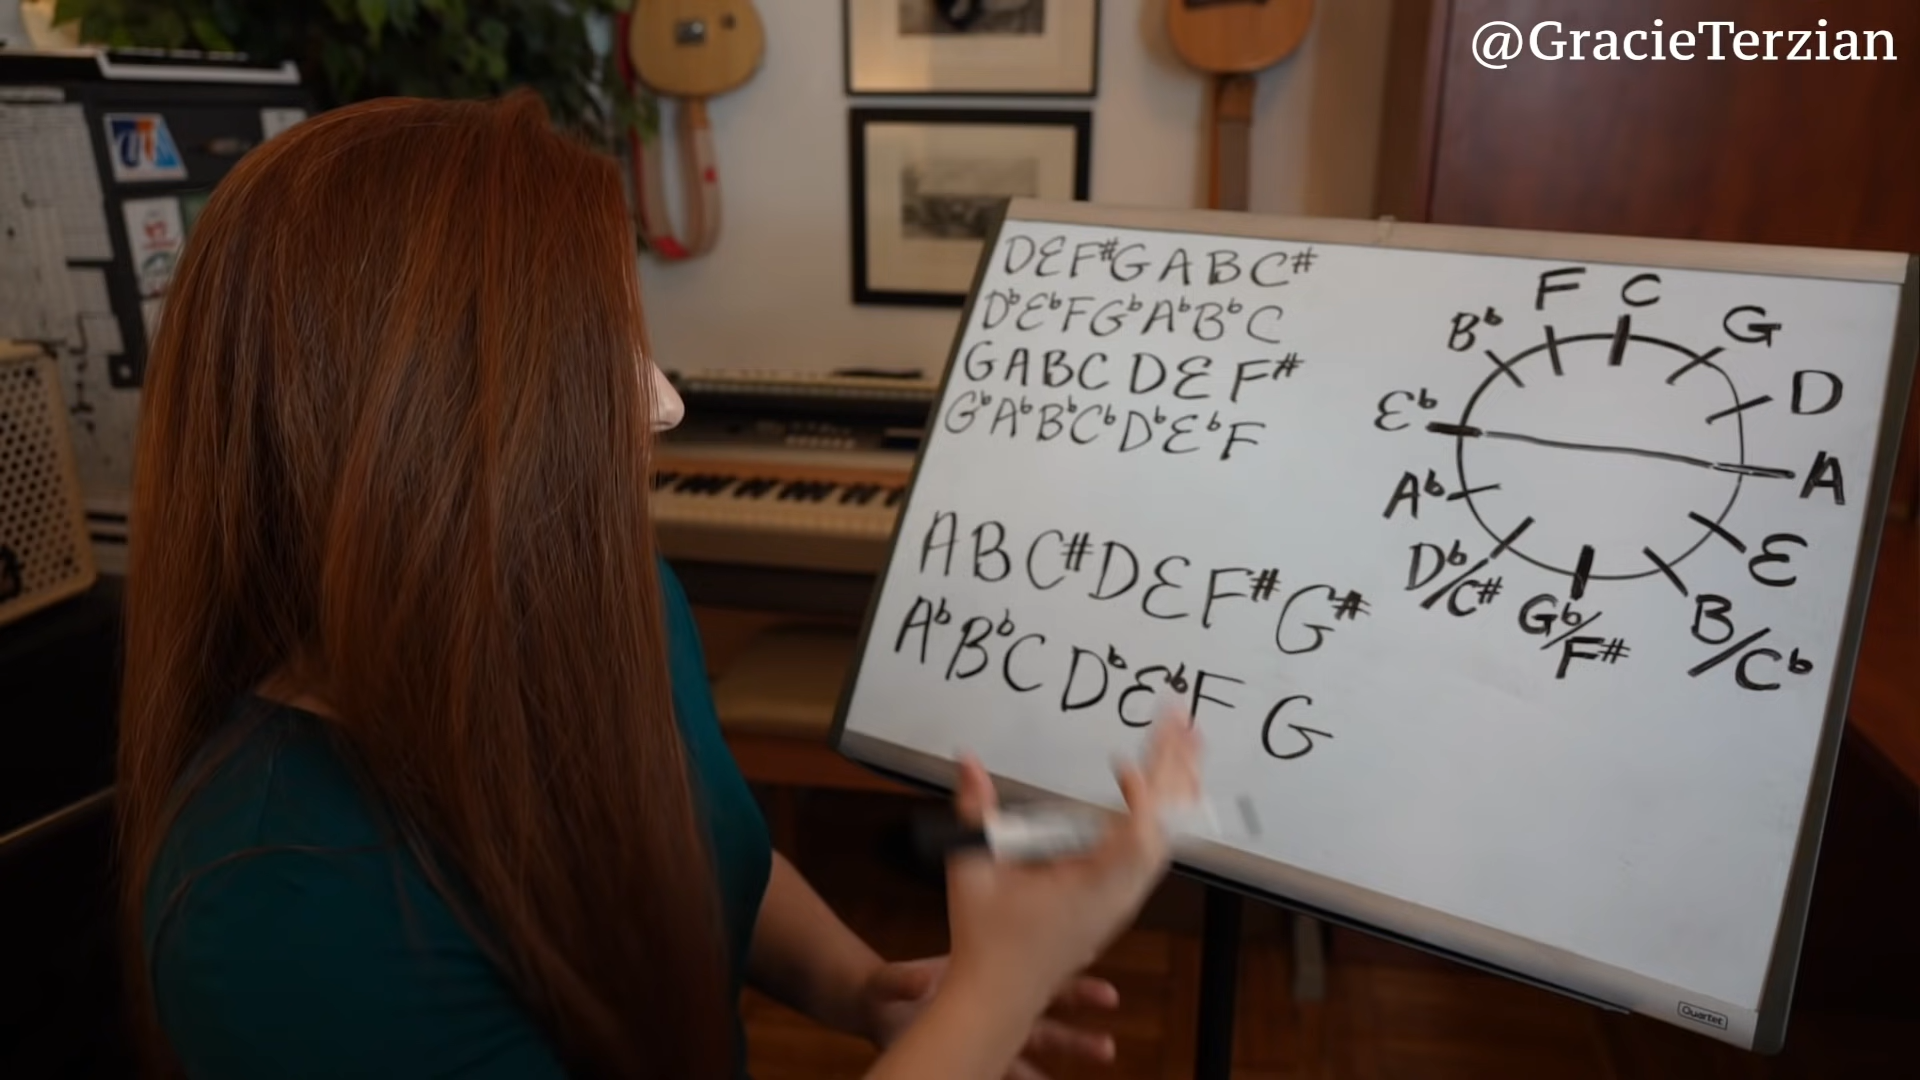 @GracieTerzian
D E F# G A B C#
Db Eb F Gb Ab Bb C
G A B C D E F#
Gb Ab Bb Cb Db Eb F
A B C# D E F# G#
Ab Bb C Db Eb F G
F C G
Bb
D
Eb
A
Ab
E
Db/C#
Gb/F#
B/Cb
Quartet